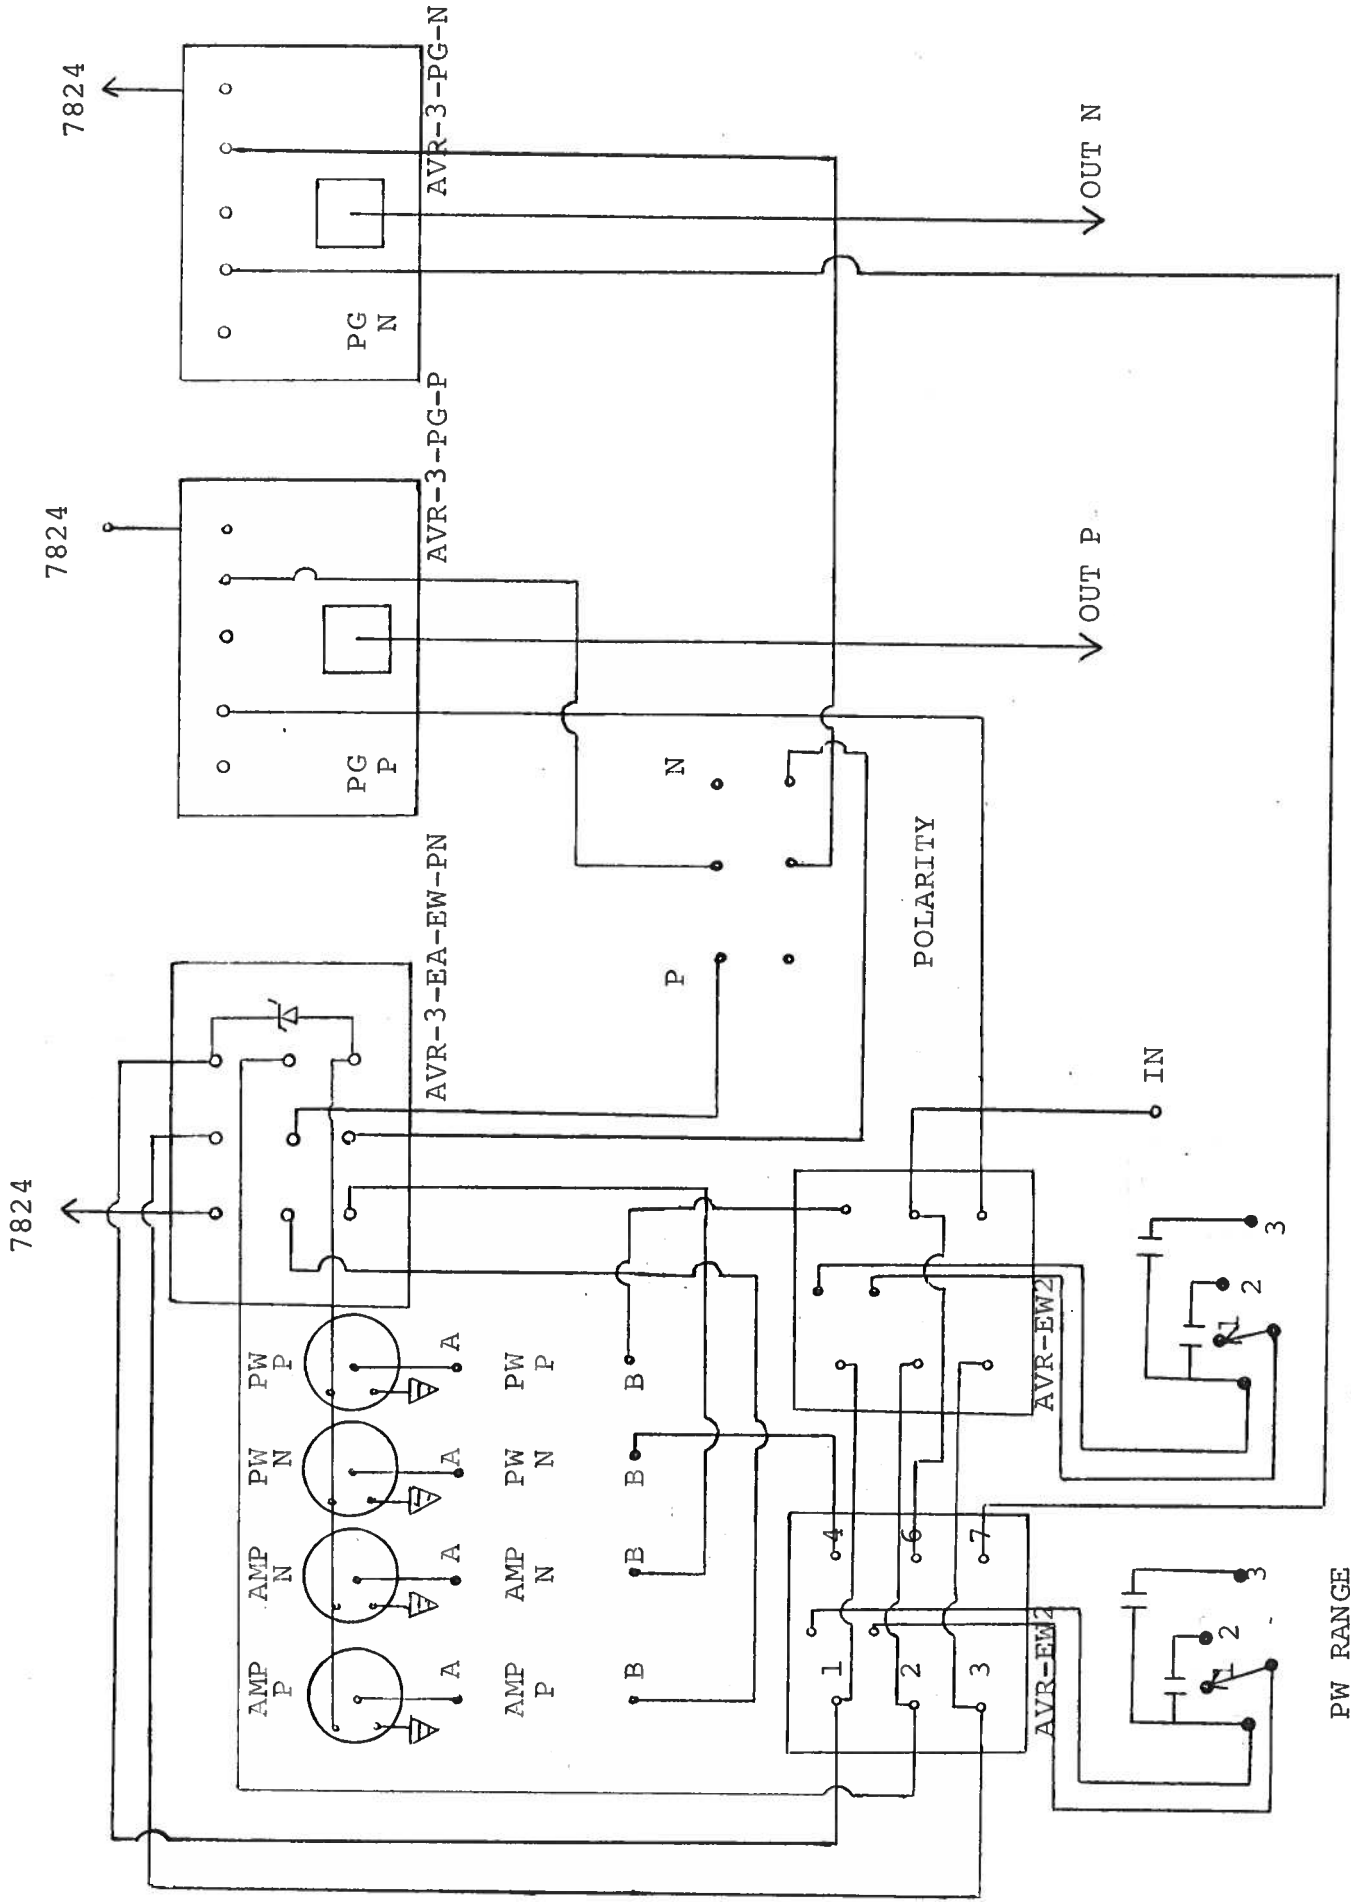 7824
AVR-3-EA-EW-PN
7824
PG
P
AVR-3-PG-P
7824
PG
N
AVR-3-PG-N
AMP
P
A
AMP
N
A
PW
N
A
PW
P
A
AMP
P
B
AMP
N
B
PW
N
B
PW
P
B
P
N
POLARITY
OUT P
OUT N
IN
1
2
3
4
6
7
AVR-EW2
AVR-EW2
1
2
3
1
2
3
PW RANGE